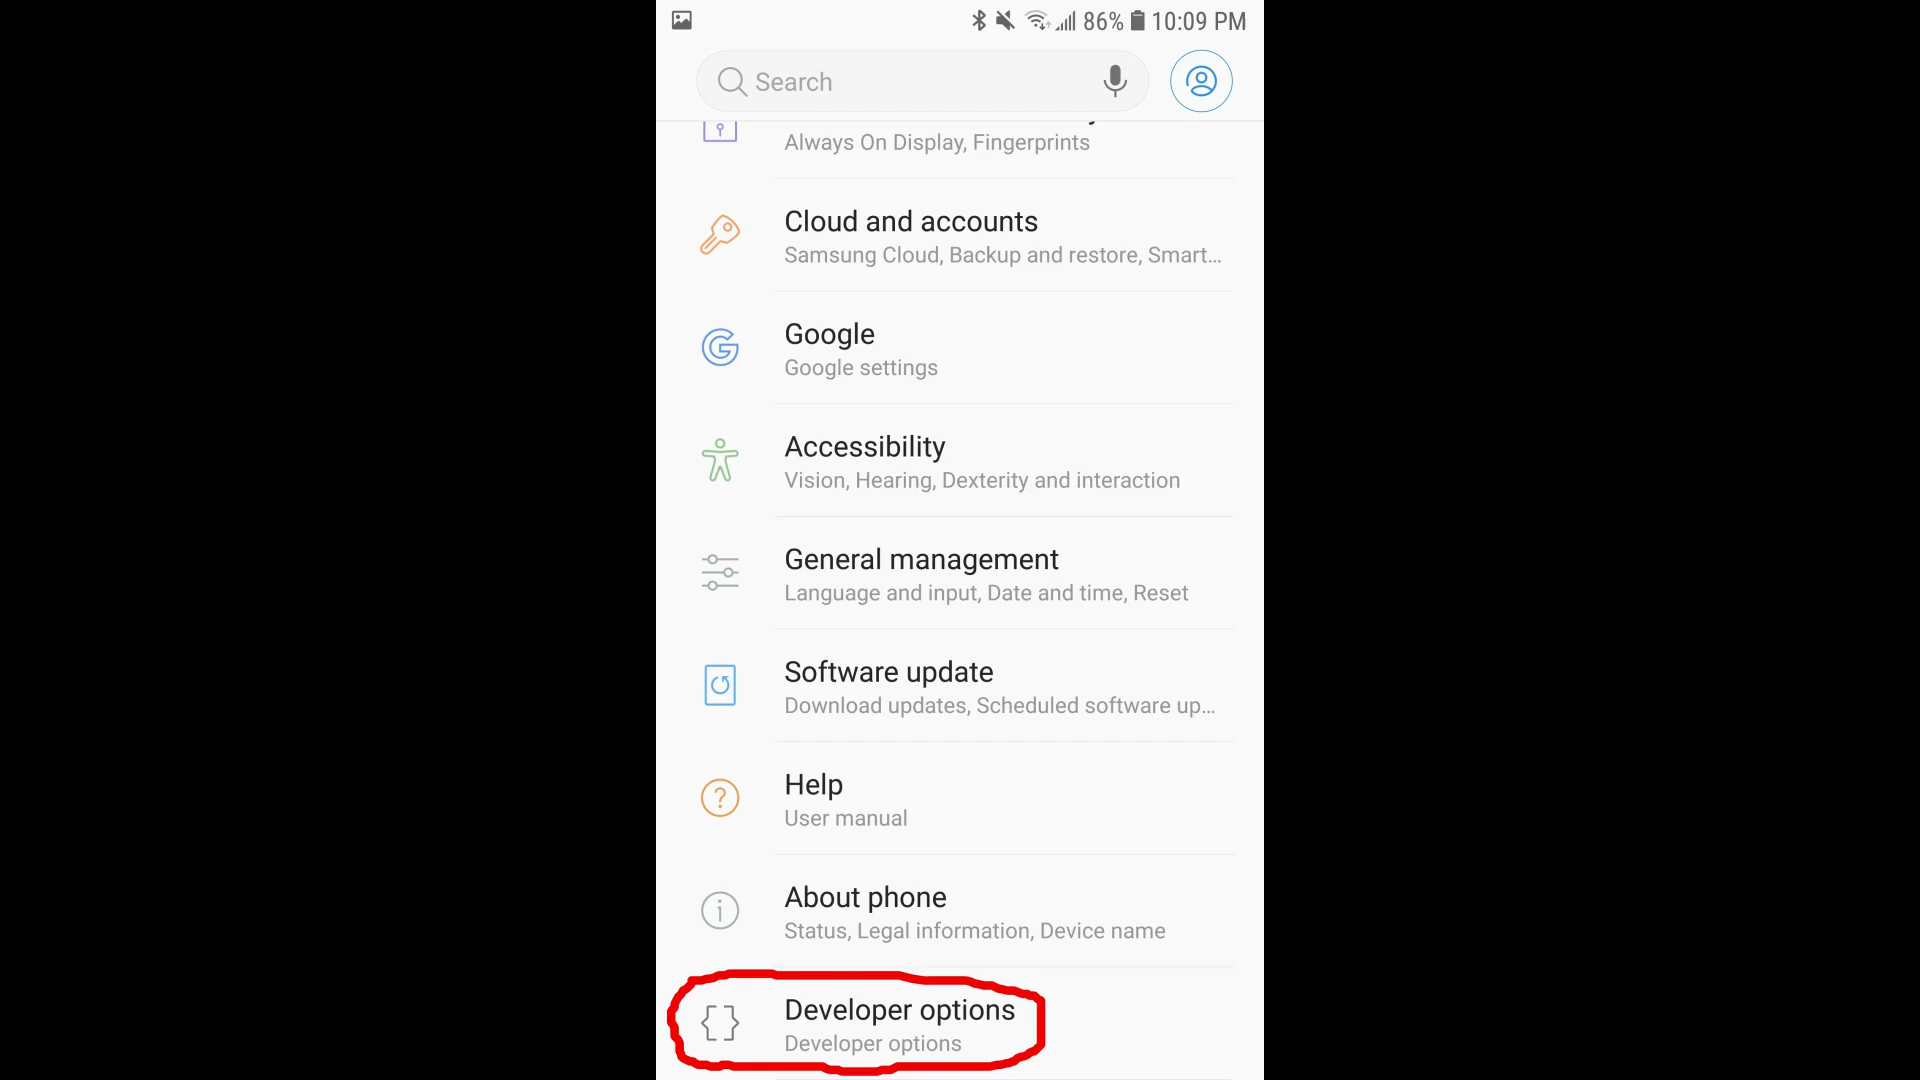 86% 10:09 PM
Search
Always On Display, Fingerprints
Cloud and accounts
Samsung Cloud, Backup and restore, Smart...
Google
Google settings
Accessibility
Vision, Hearing, Dexterity and interaction
General management
Language and input, Date and time, Reset
Software update
Download updates, Scheduled software up...
Help
User manual
About phone
Status, Legal information, Device name
Developer options
Developer options